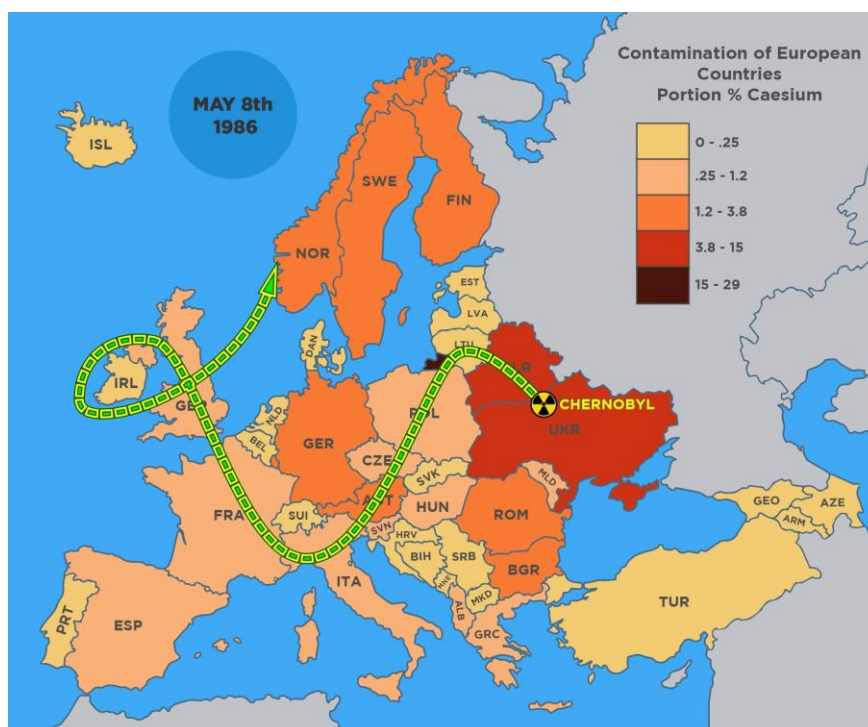 Contamination of European
Countries
Portion % Caesium
0 - .25
.25 - 1.2
1.2 - 3.8
3.8 - 15
15 - 29
MAY 8th
1986
ISL
SWE
FIN
NOR
EST
LVA
LTU
DAN
IRL
NLD
BEL
GER
CHERNOBYL
UKR
CZE
SVK
MLD
FRA
SUI
HUN
ROM
SVN
HRV
BIH
SRB
BGR
MNE
MKD
ITA
ALB
GRC
PRT
ESP
TUR
GEO
AZE
ARM